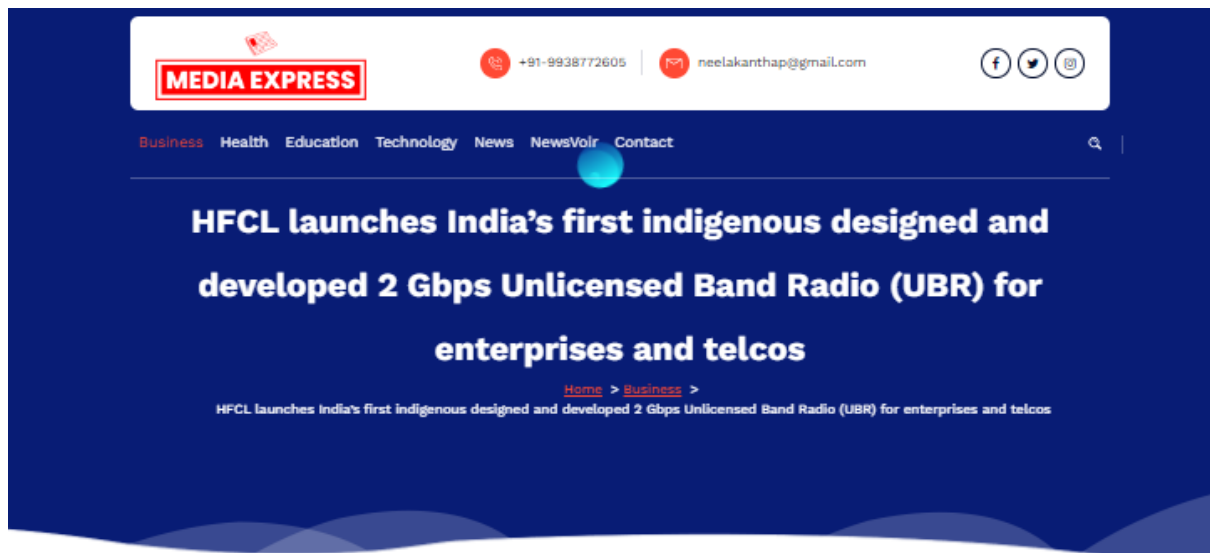 MEDIA EXPRESS
+91-9938772605
neelakanthap@gmail.com
Business Health Education Technology News NewsVoir Contact
HFCL launches India's first indigenous designed and
developed 2 Gbps Unlicensed Band Radio (UBR) for
enterprises and telcos
Home > Business >
HFCL launches India's first indigenous designed and developed 2 Gbps Unlicensed Band Radio (UBR) for enterprises and telcos